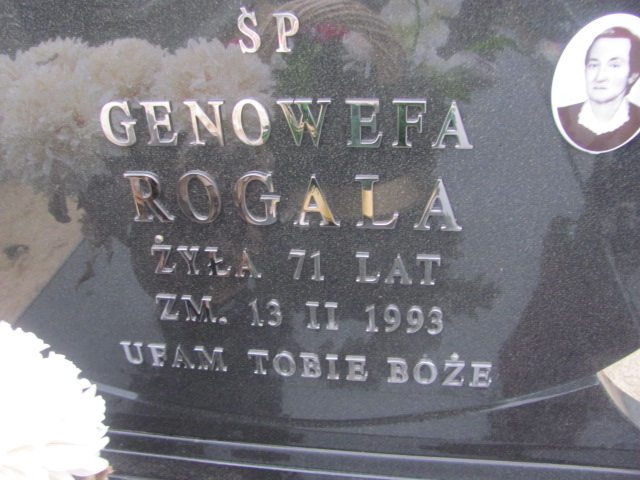 ŚP
GENOWEFA
ROGALA
ŻYŁA 71 LAT
ZM. 13 II 1993
UFAM TOBIE BOŻE